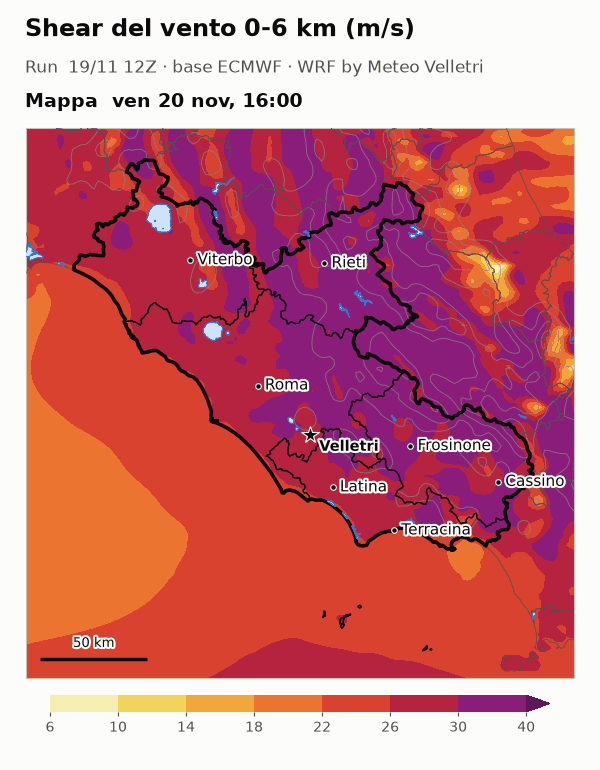 Shear del vento 0-6 km (m/s)
Run 19/11 12Z · base ECMWF · WRF by Meteo Velletri
Mappa ven 20 nov, 16:00
Viterbo
Rieti
Roma
Velletri
Frosinone
Latina
Cassino
Terracina
50 km
6 10 14 18 22 26 30 40